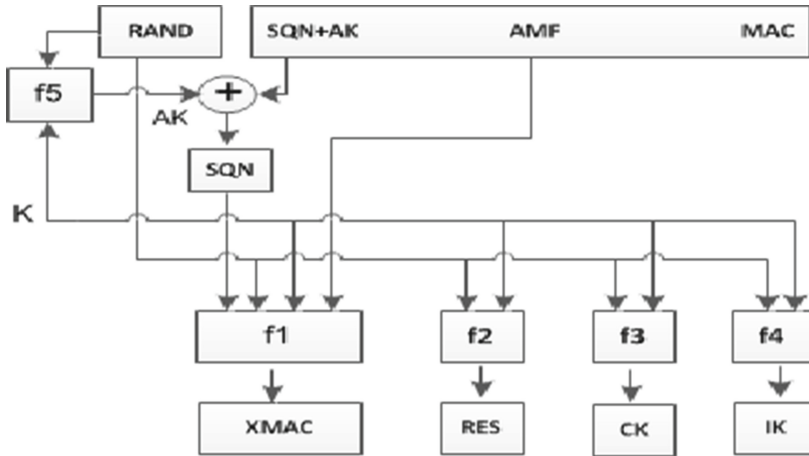 RAND
SQN+AK AMF MAC
f5
+
AK
SQN
K
f1
f2
f3
f4
XMAC
RES
CK
IK